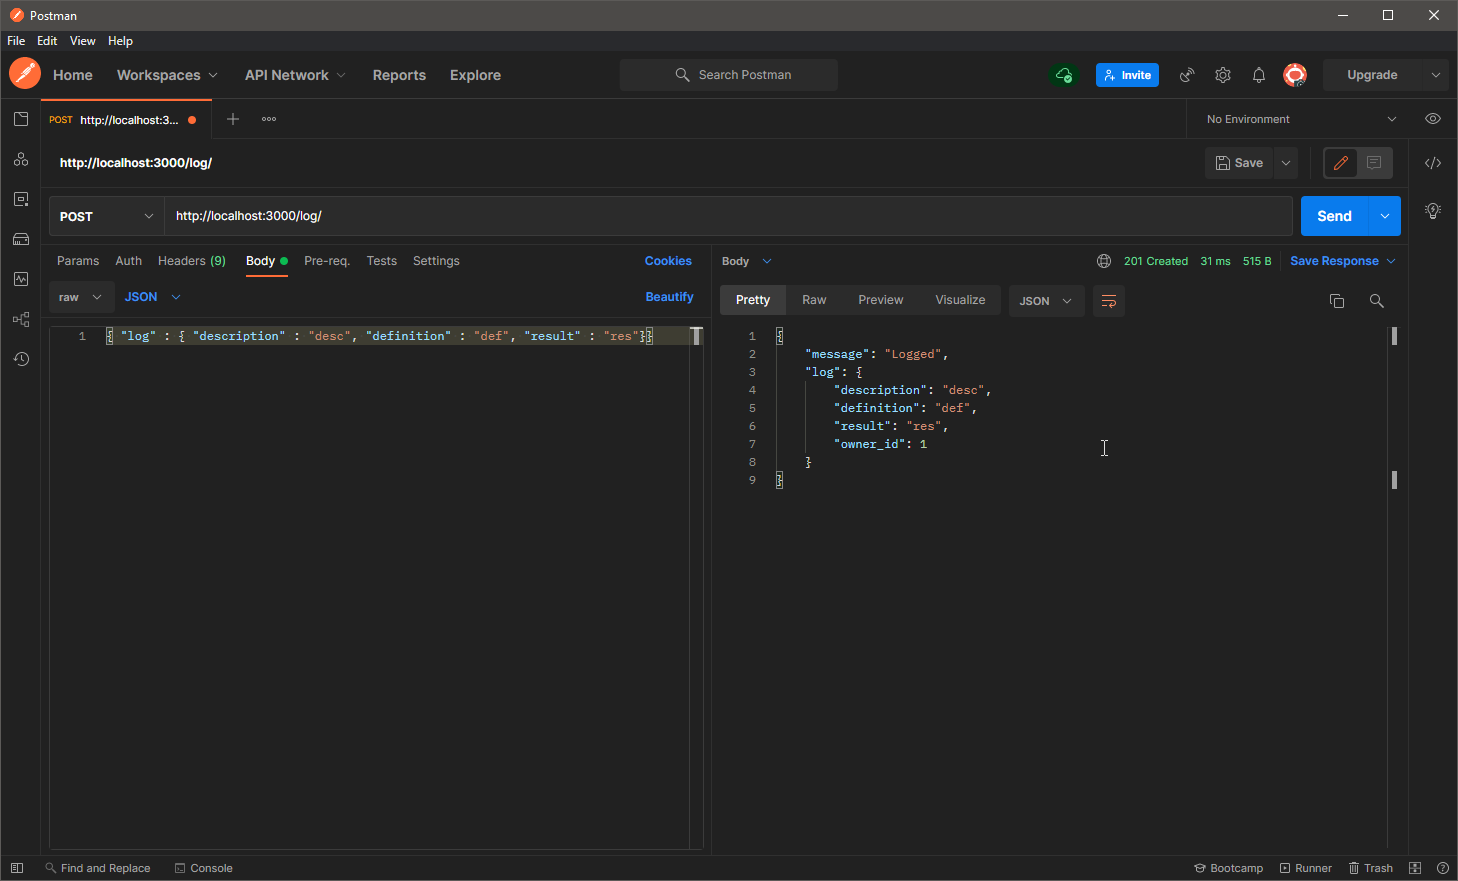 Postman
File Edit View Help
Home Workspaces API Network Reports Explore Search Postman Invite Upgrade
POST http://localhost:3... No Environment
http://localhost:3000/log/ Save
POST http://localhost:3000/log/ Send
Params Auth Headers (9) Body Pre-req. Tests Settings Cookies
raw JSON Beautify
1 { "log" : { "description" : "desc", "definition" : "def", "result" : "res"}}
Body 201 Created 31 ms 515 B Save Response
Pretty Raw Preview Visualize JSON
1 {
2 "message": "Logged",
3 "log": {
4 "description": "desc",
5 "definition": "def",
6 "result": "res",
7 "owner_id": 1
8 }
9 }
Find and Replace Console Bootcamp Runner Trash